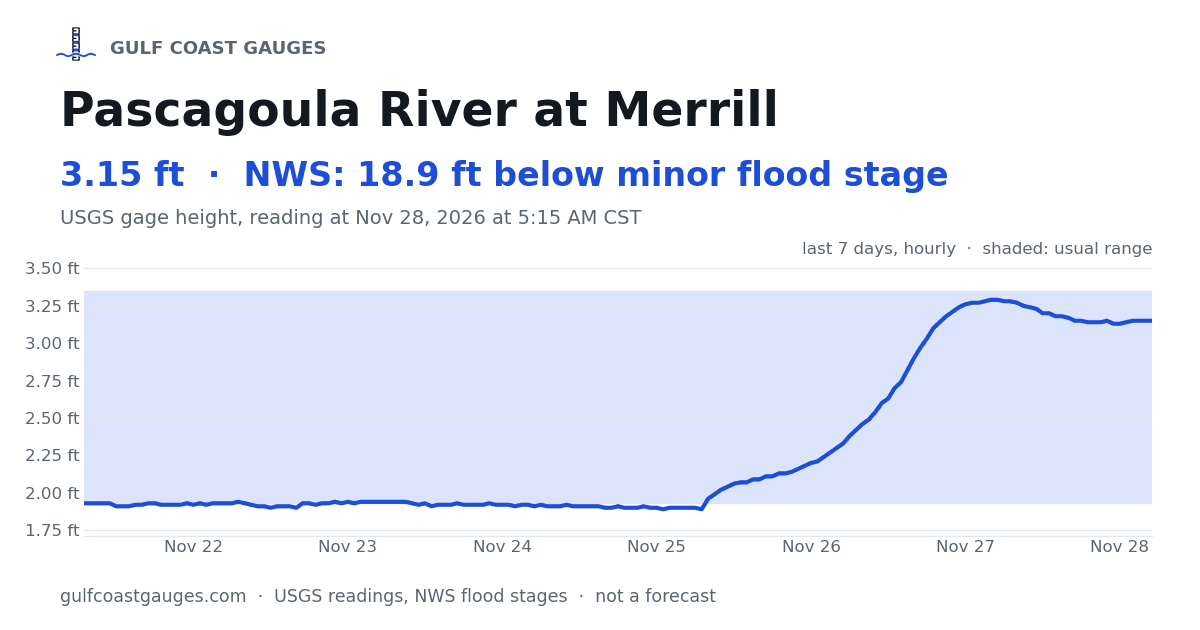 GULF COAST GAUGES
Pascagoula River at Merrill
3.15 ft · NWS: 18.9 ft below minor flood stage
USGS gage height, reading at Nov 28, 2026 at 5:15 AM CST
last 7 days, hourly · shaded: usual range
3.50 ft
3.25 ft
3.00 ft
2.75 ft
2.50 ft
2.25 ft
2.00 ft
1.75 ft
Nov 22 Nov 23 Nov 24 Nov 25 Nov 26 Nov 27 Nov 28
gulfcoastgauges.com · USGS readings, NWS flood stages · not a forecast